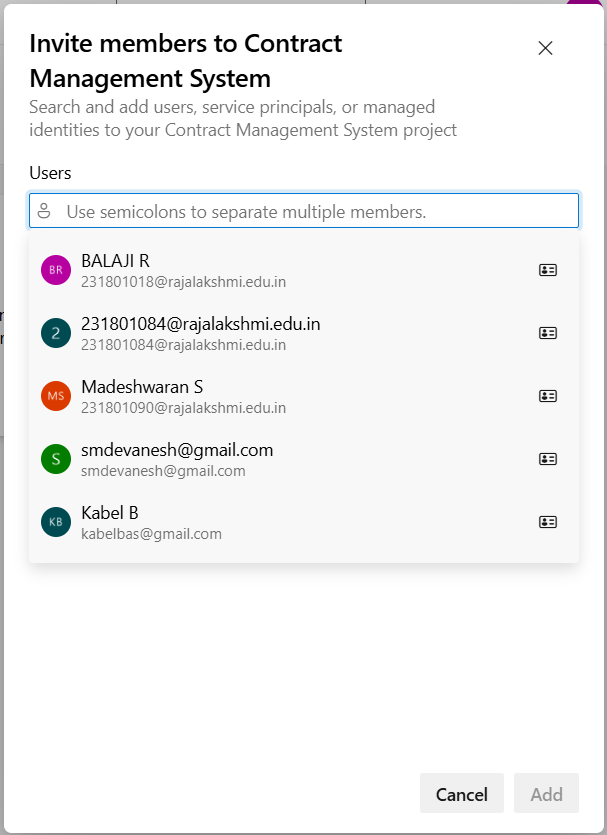 Invite members to Contract
Management System
Search and add users, service principals, or managed
identities to your Contract Management System project
Users
Use semicolons to separate multiple members.
BR
BALAJI R
231801018@rajalakshmi.edu.in
2
231801084@rajalakshmi.edu.in
231801084@rajalakshmi.edu.in
MS
Madeshwaran S
231801090@rajalakshmi.edu.in
S
smdevanesh@gmail.com
smdevanesh@gmail.com
KB
Kabel B
kabelbas@gmail.com
Cancel
Add